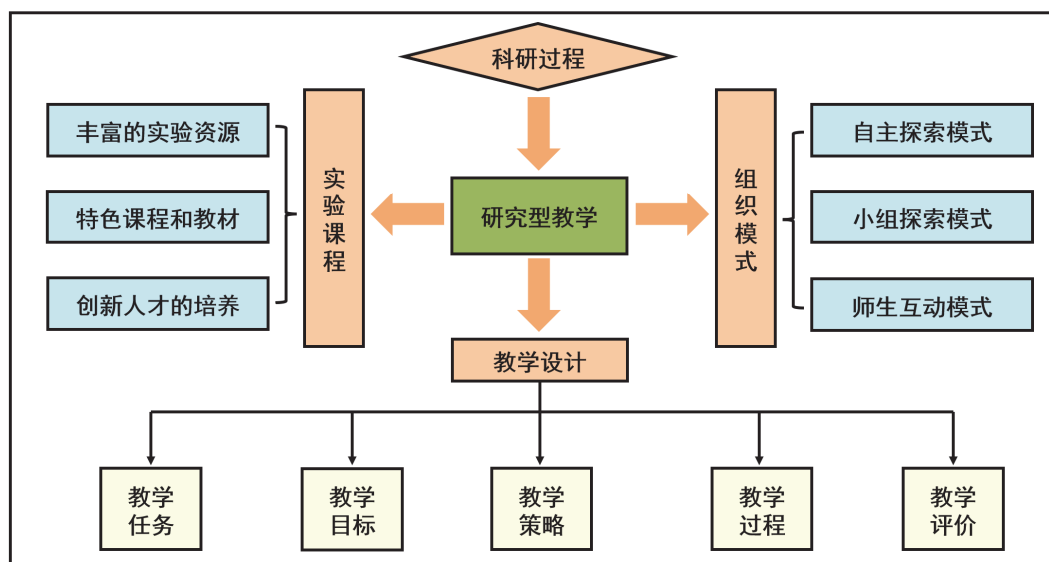 科研过程
丰富的实验资源
特色课程和教材
创新人才的培养
实验课程
研究型教学
组织模式
自主探索模式
小组探索模式
师生互动模式
教学设计
教学
任务
教学
目标
教学
策略
教学
过程
教学
评价